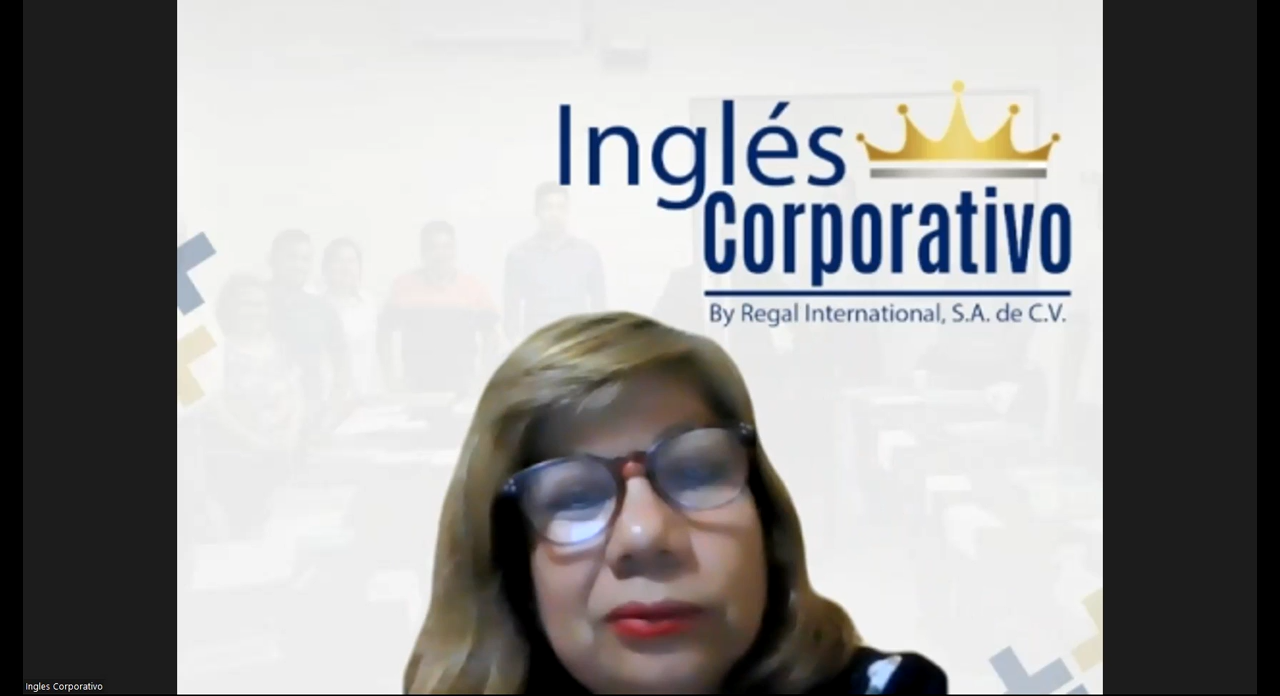 Inglés
Corporativo
By Regal International, S.A. de C.V.
Ingles Corporativo